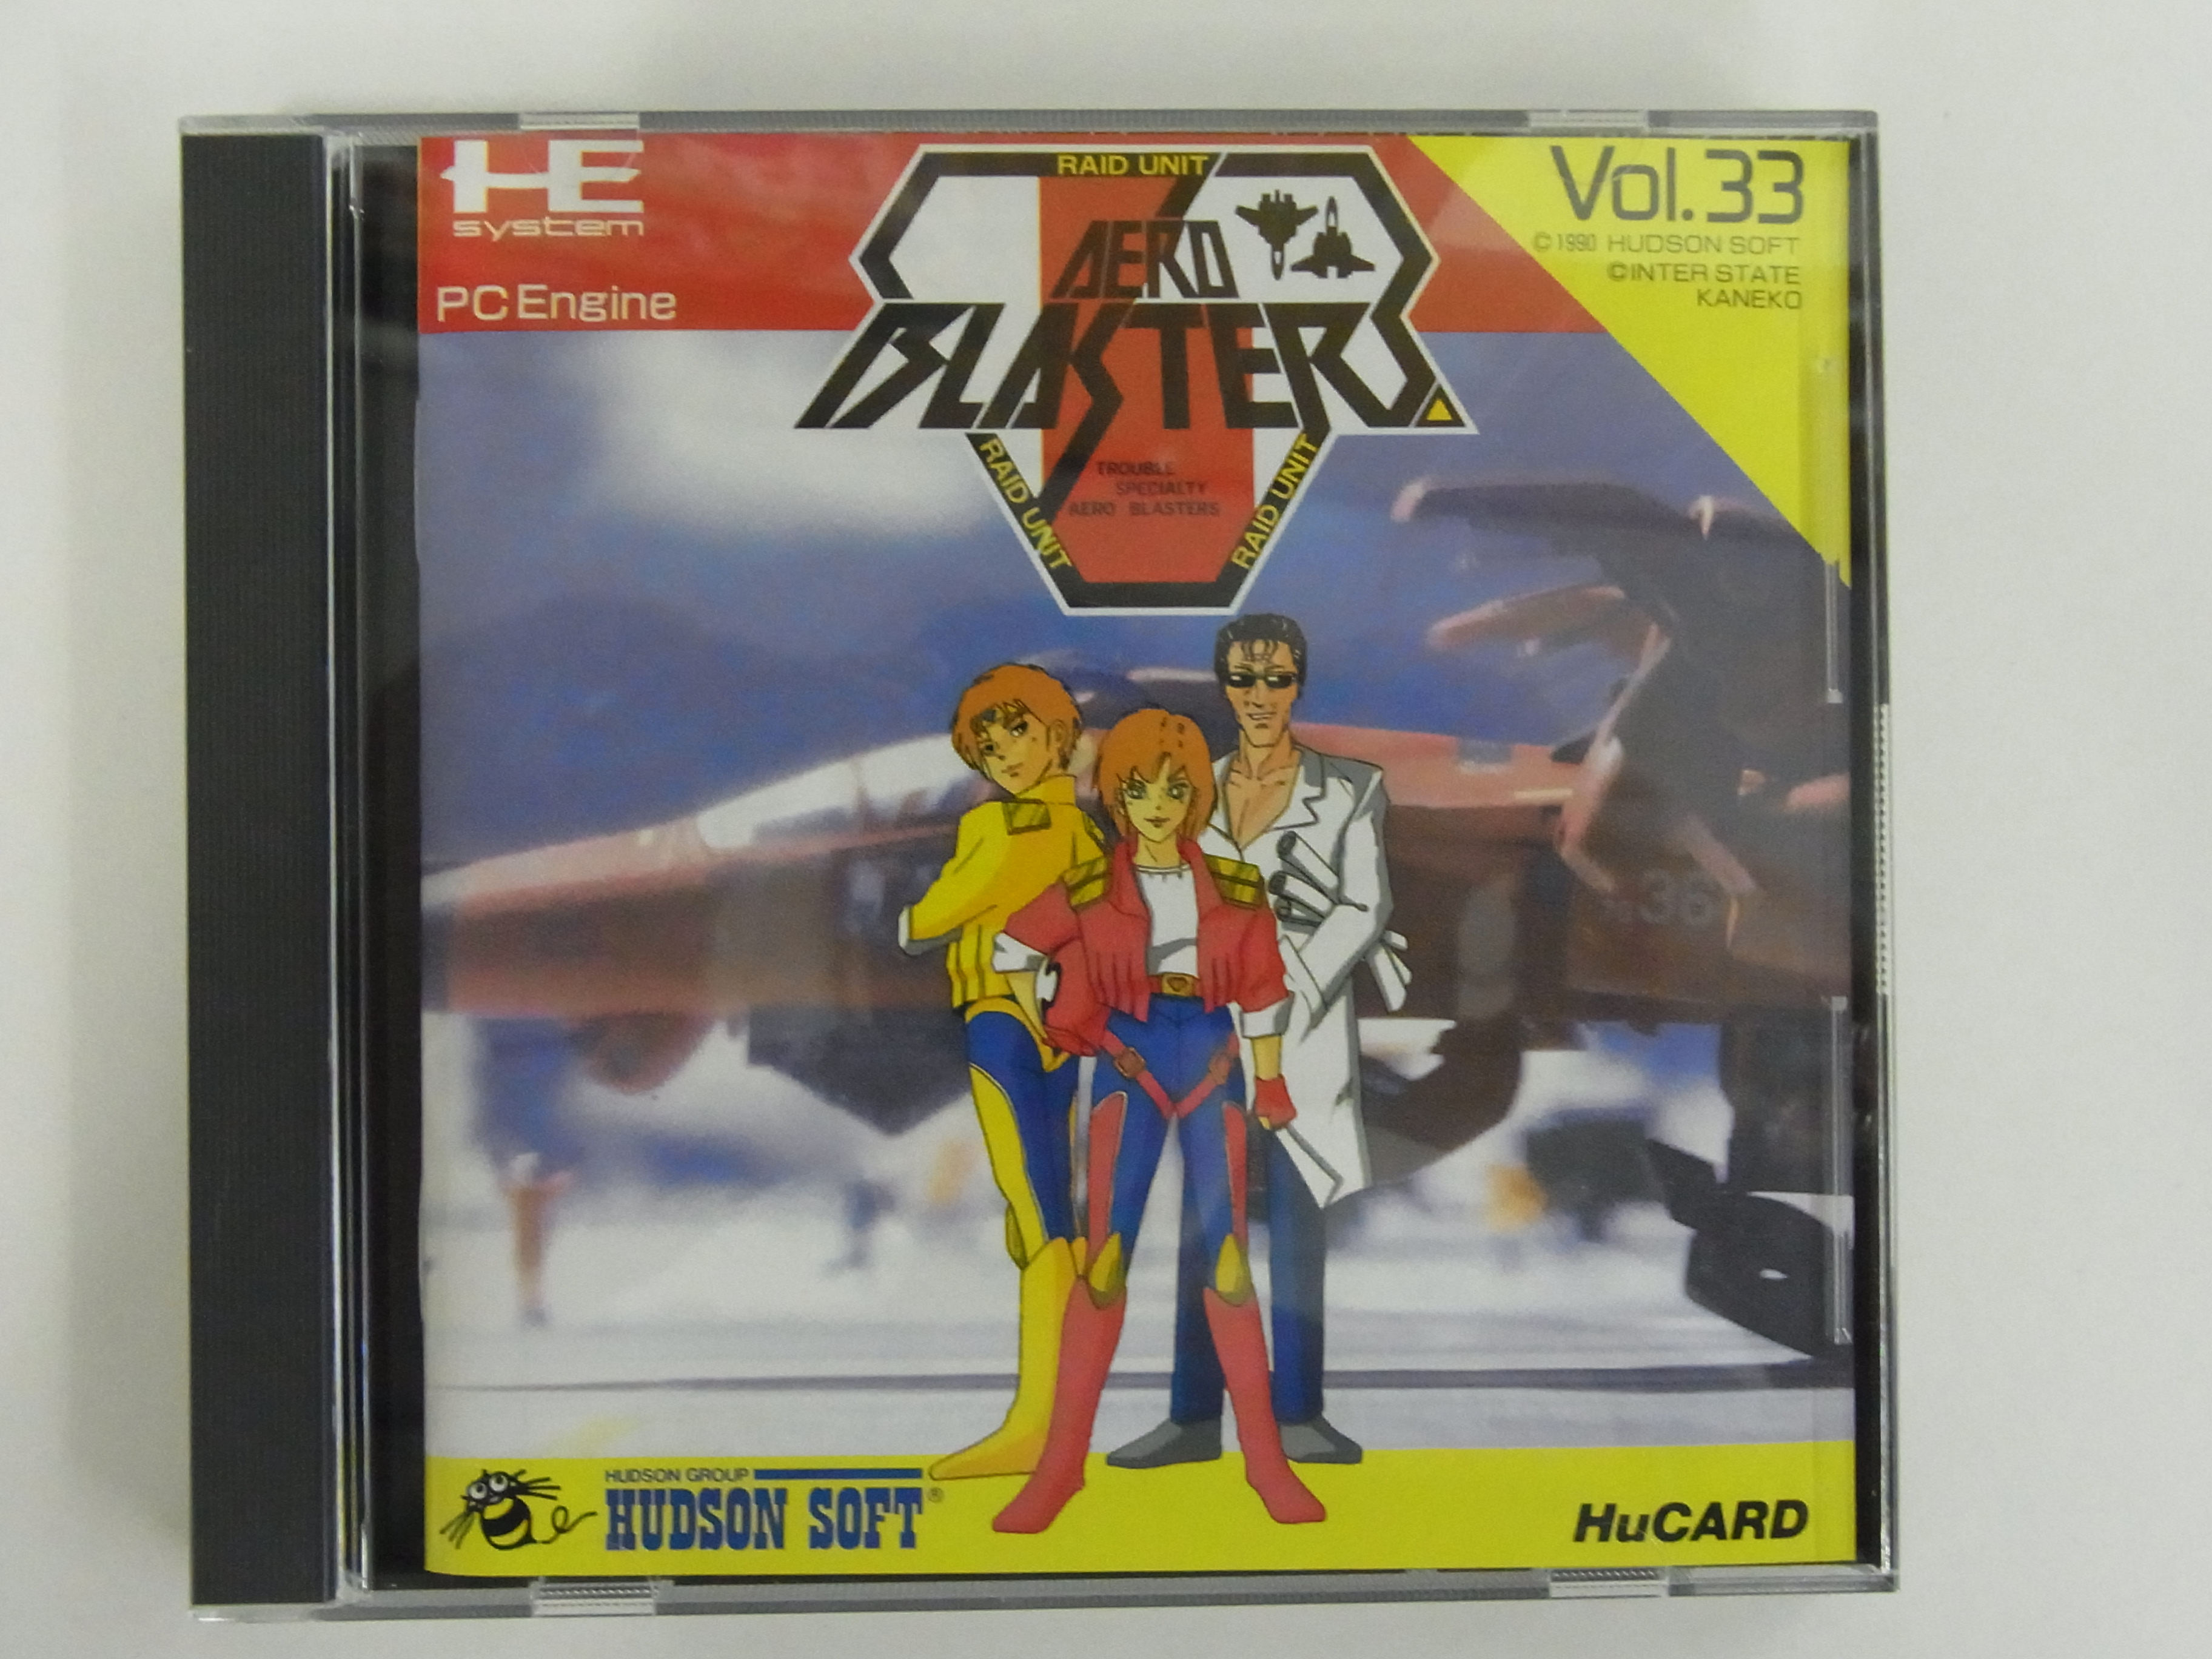 HE
system
PC Engine
RAID UNIT
AERO
BLASTERS
RAID UNIT
RAID UNIT
TROUBLE
SPECIALTY
AERO BLASTERS
Vol.33
©1990 HUDSON SOFT
©INTER STATE
KANEKO
36
HUDSON GROUP
HUDSON SOFT®
HuCARD